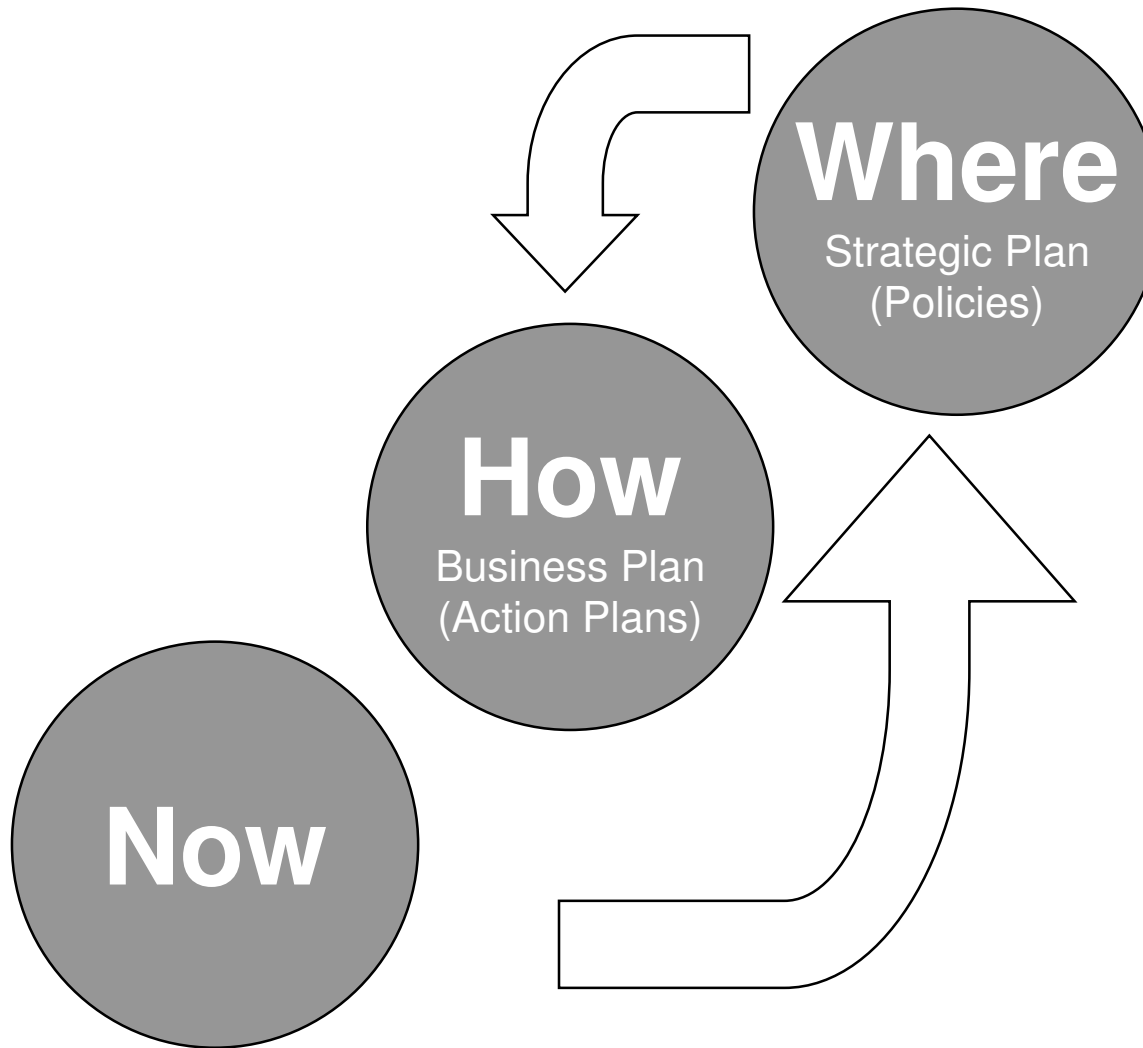 Where
Strategic Plan
(Policies)
How
Business Plan
(Action Plans)
Now